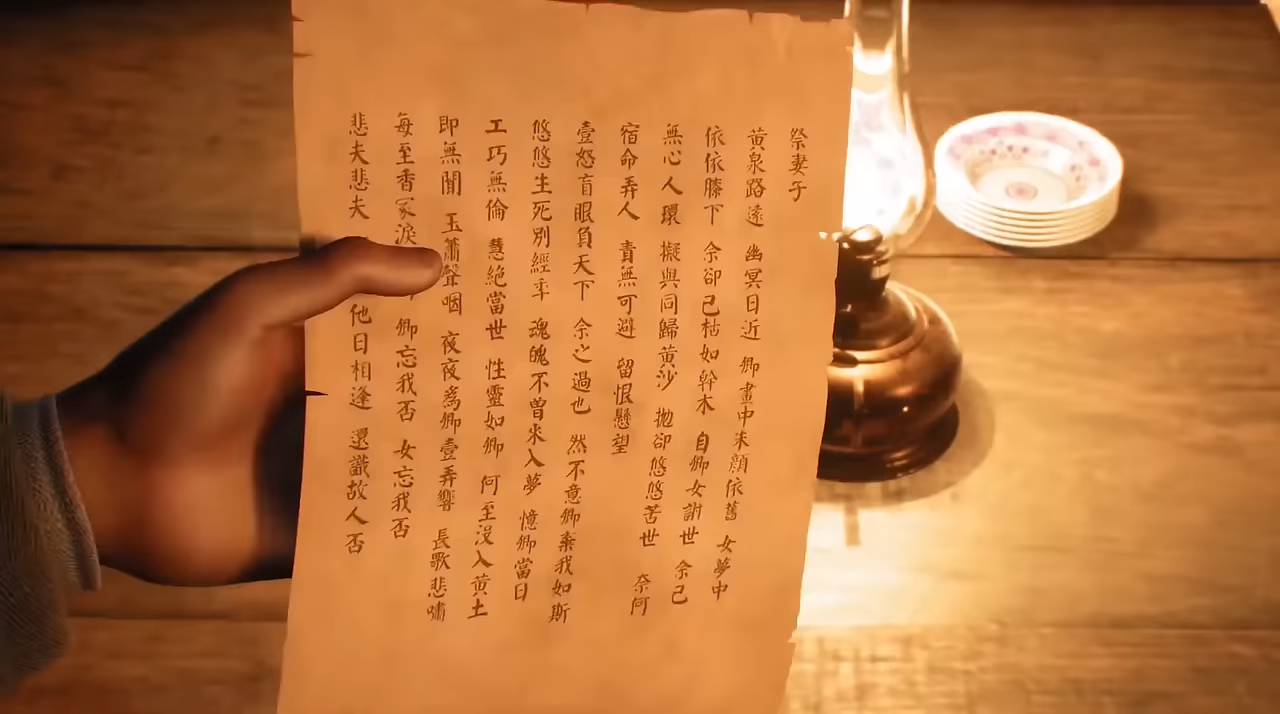 祭妻子
黃泉路遠 幽冥日近 卿畫中朱顏依舊 女夢中
依依膝下 余卻已枯如幹木 自卿女謝世 余已
無心人環 擬與同歸黃沙 拋卻悠悠苦世 奈何
宿命弄人 責無可避 留恨懸望
壹怒盲眼負天下 余之過也 然不意卿棄我如斯
悠悠生死別經年 魂魄不曾來入夢 憶卿當日
工巧無倫 慧絕當世 性靈如卿 何至沒入黃土
即無聞 玉簫聲咽 夜夜為卿壹弄響 長歌悲嘯
每至香冢淚 卿忘我否 女忘我否
悲夫悲夫 他日相逢 還識故人否